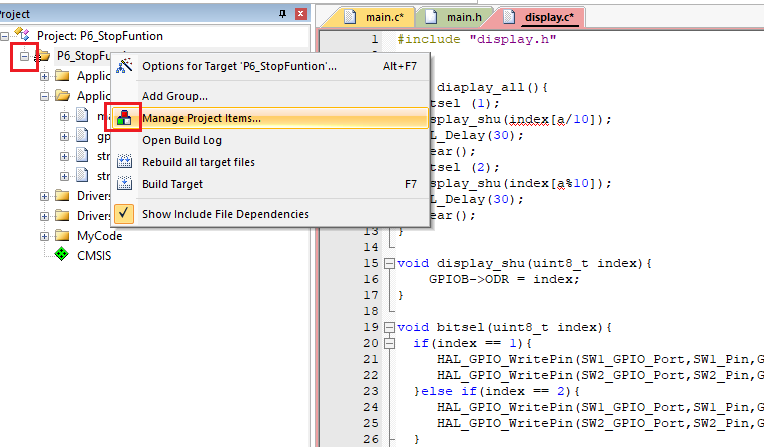 Project
Project: P6_StopFuntion
P6_StopFu
Applic
Applic
ma
gp
str
str
Drivers
Drivers
MyCode
CMSIS
Options for Target 'P6_StopFuntion'... Alt+F7
Add Group...
Manage Project Items...
Open Build Log
Rebuild all target files
Build Target F7
Show Include File Dependencies
main.c* main.h display.c*
1 #include "display.h"
diaplay_all(){
tsel (1);
splay_shu(index[a/10]);
L_Delay(30);
ear();
tsel (2);
splay_shu(index[a%10]);
L_Delay(30);
ear();
13 }
14
15 void display_shu(uint8_t index){
16 GPIOB->ODR = index;
17 }
18
19 void bitsel(uint8_t index){
20 if(index == 1){
21 HAL_GPIO_WritePin(SW1_GPIO_Port,SW1_Pin,G
22 HAL_GPIO_WritePin(SW2_GPIO_Port,SW2_Pin,G
23 }else if(index == 2){
24 HAL_GPIO_WritePin(SW1_GPIO_Port,SW1_Pin,G
25 HAL_GPIO_WritePin(SW2_GPIO_Port,SW2_Pin,G
26 }